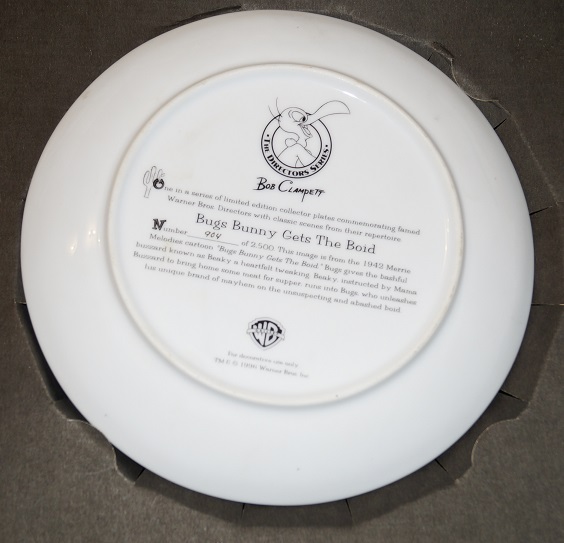 THE DIRECTORS SERIES
Bob Clampett
One in a series of limited edition collector plates commemorating famed
Warner Bros. Directors with classic scenes from their repertoire
Bugs Bunny Gets The Boid
Number 904 of 2,500. This image is from the 1942 Merrie
Melodies cartoon "Bugs Bunny Gets The Boid." Bugs gives the bashful
buzzard known as Beaky a heartfelt tweaking. Beaky, instructed by Mama
Buzzard to bring home some meat for supper, runs into Bugs, who unleashes
his unique brand of mayhem on the unsuspecting and abashed boid.
WB
For decorative use only
TM & © 1996 Warner Bros. Inc.